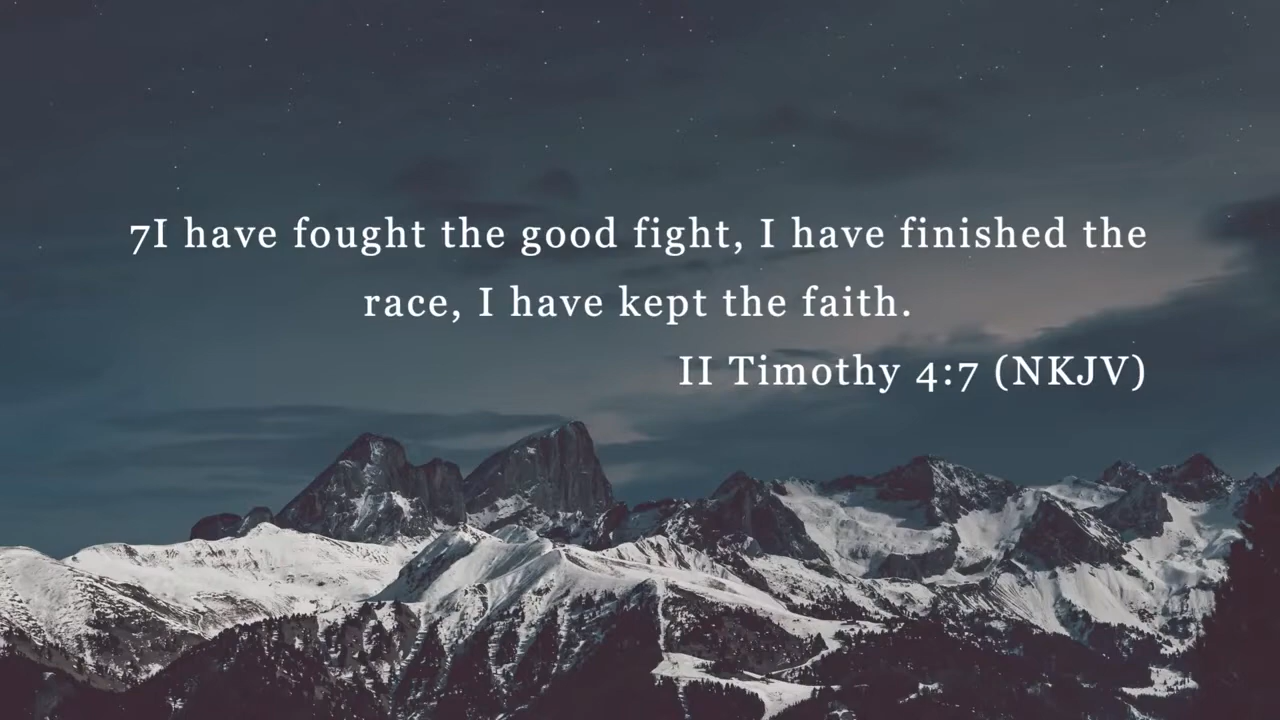 7I have fought the good fight, I have finished the
race, I have kept the faith.
II Timothy 4:7 (NKJV)